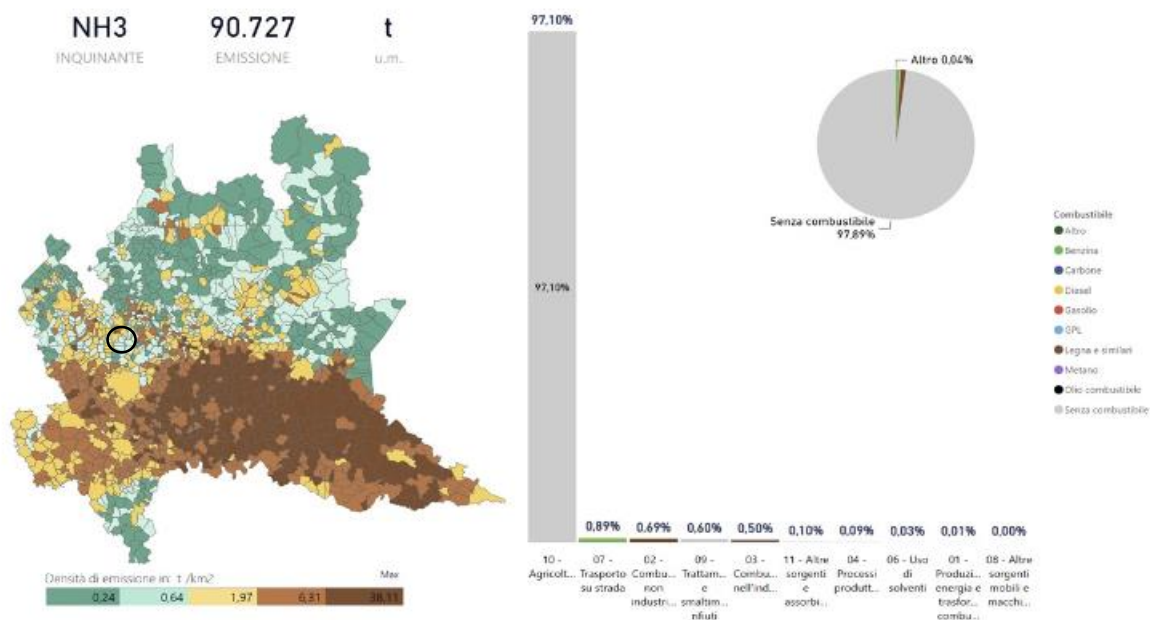 NH3
INQUINANTE
90.727
EMISSIONE
t
u.m.
Densità di emissione in: t /km2
Max
0,24
0,64
1,97
6,31
38,11
97,10%
97,10%
0,89%
0,69%
0,60%
0,50%
0,10%
0,09%
0,03%
0,01%
0,00%
10 -
Agricolt...
07 -
Trasporto
su strada
02 -
Combu...
non
industri...
09 -
Trattam...
e
smaltim...
rifiuti
03 -
Combu...
nell'ind...
11 - Altre
sorgenti
e
assorbi...
04 -
Processi
produtt...
06 - Uso
di
solventi
01 -
Produzi...
energia e
trasfor...
combu...
08 - Altre
sorgenti
mobili e
macchi...
Altro 0,04%
Senza combustibile
97,89%
Combustibile
Altro
Benzina
Carbone
Diesel
Gasolio
GPL
Legna e similari
Metano
Olio combustibile
Senza combustibile